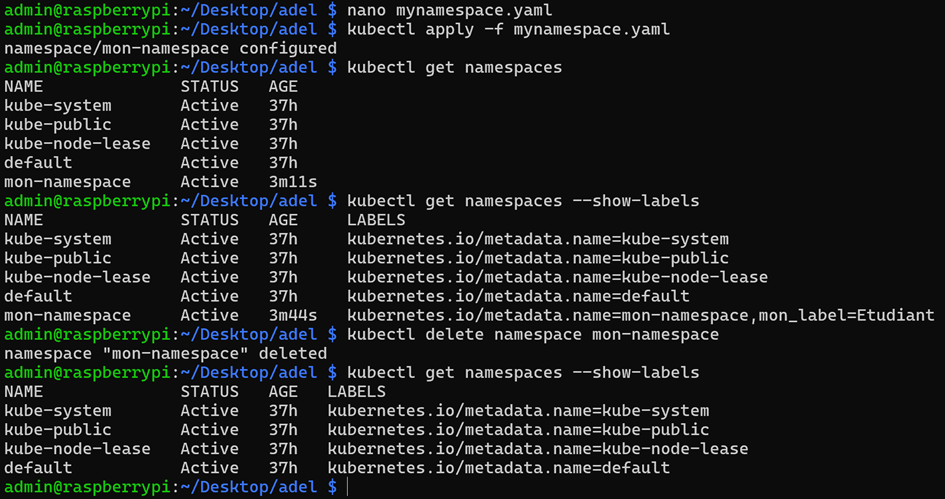 admin@raspberrypi:~/Desktop/adel $ nano mynamespace.yaml
admin@raspberrypi:~/Desktop/adel $ kubectl apply -f mynamespace.yaml
namespace/mon-namespace configured
admin@raspberrypi:~/Desktop/adel $ kubectl get namespaces
NAME              STATUS   AGE
kube-system       Active   37h
kube-public       Active   37h
kube-node-lease   Active   37h
default           Active   37h
mon-namespace     Active   3m11s
admin@raspberrypi:~/Desktop/adel $ kubectl get namespaces --show-labels
NAME              STATUS   AGE     LABELS
kube-system       Active   37h     kubernetes.io/metadata.name=kube-system
kube-public       Active   37h     kubernetes.io/metadata.name=kube-public
kube-node-lease   Active   37h     kubernetes.io/metadata.name=kube-node-lease
default           Active   37h     kubernetes.io/metadata.name=default
mon-namespace     Active   3m44s   kubernetes.io/metadata.name=mon-namespace,mon_label=Etudiant
admin@raspberrypi:~/Desktop/adel $ kubectl delete namespace mon-namespace
namespace "mon-namespace" deleted
admin@raspberrypi:~/Desktop/adel $ kubectl get namespaces --show-labels
NAME              STATUS   AGE   LABELS
kube-system       Active   37h   kubernetes.io/metadata.name=kube-system
kube-public       Active   37h   kubernetes.io/metadata.name=kube-public
kube-node-lease   Active   37h   kubernetes.io/metadata.name=kube-node-lease
default           Active   37h   kubernetes.io/metadata.name=default
admin@raspberrypi:~/Desktop/adel $